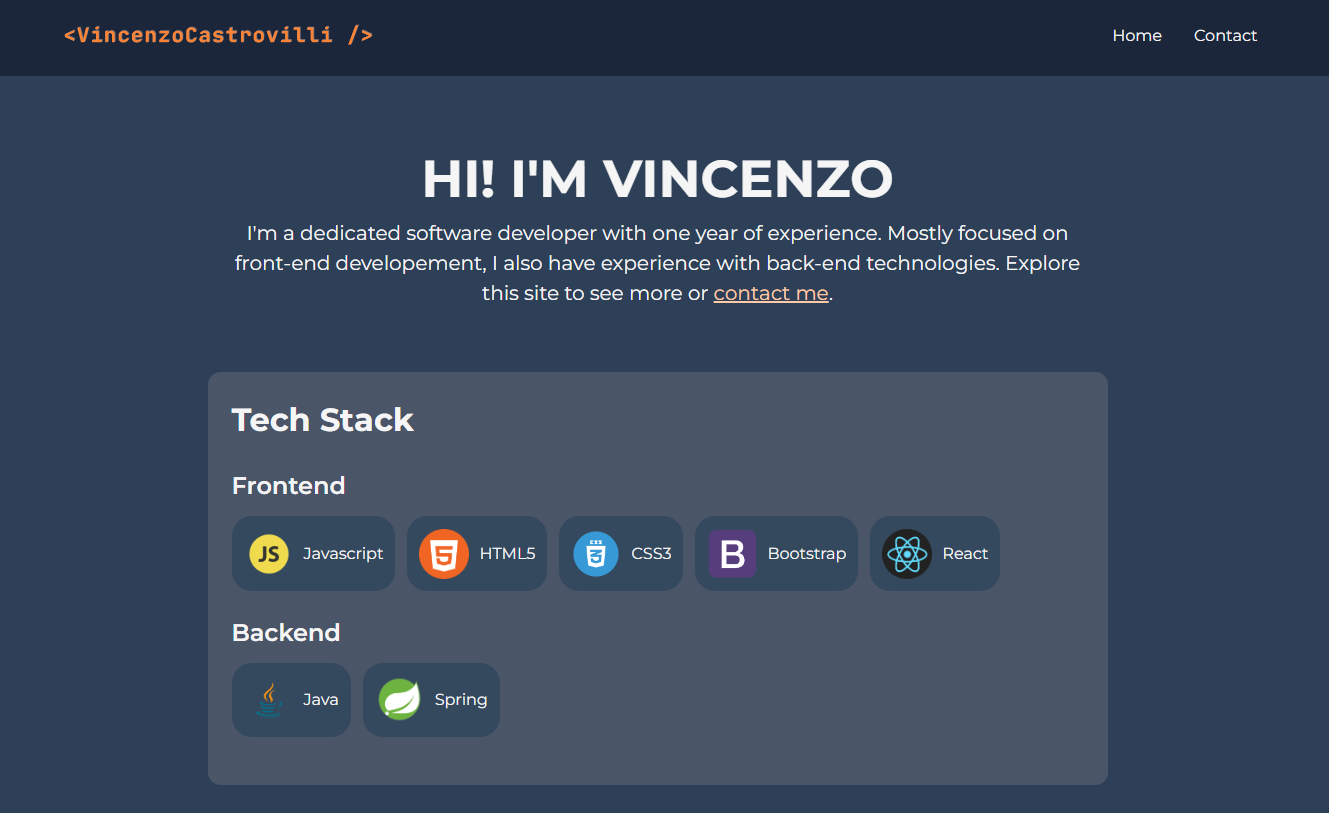 <VincenzoCastrovilli />
Home
Contact
HI! I'M VINCENZO
I'm a dedicated software developer with one year of experience. Mostly focused on
front-end developement, I also have experience with back-end technologies. Explore
this site to see more or contact me.
Tech Stack
Frontend
JS Javascript
5 HTML5
CSS 3 CSS3
B Bootstrap
React
Backend
Java
Spring